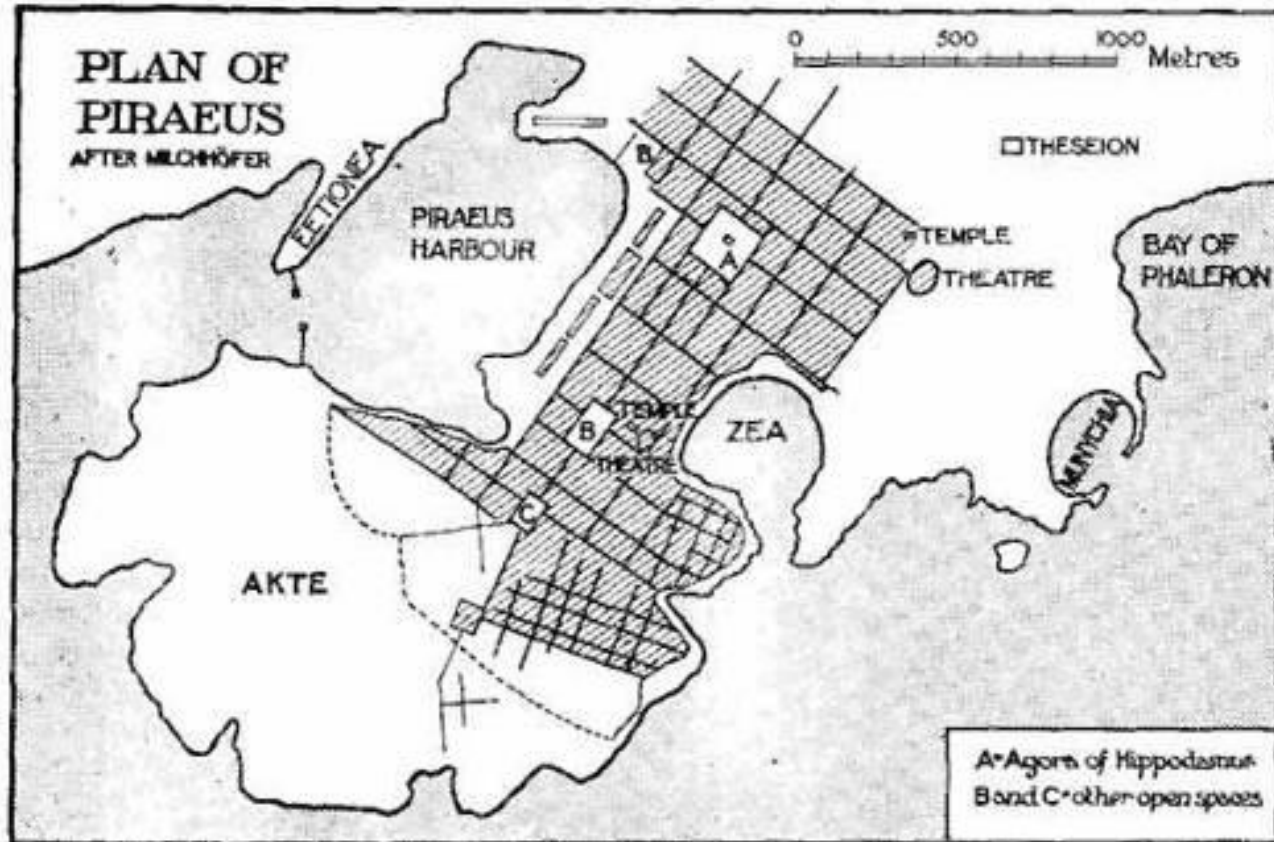 PLAN OF
PIRAEUS
AFTER MILCHHÖFER
0 500 1000
Metres
EETIONEA
PIRAEUS
HARBOUR
B
THESEION
A
TEMPLE
THEATRE
BAY OF
PHALERON
TEMPLE
B
THEATRE
ZEA
MUNYCHIA
C
AKTE
A=Agora of Hippodamus
B and C=other open spaces